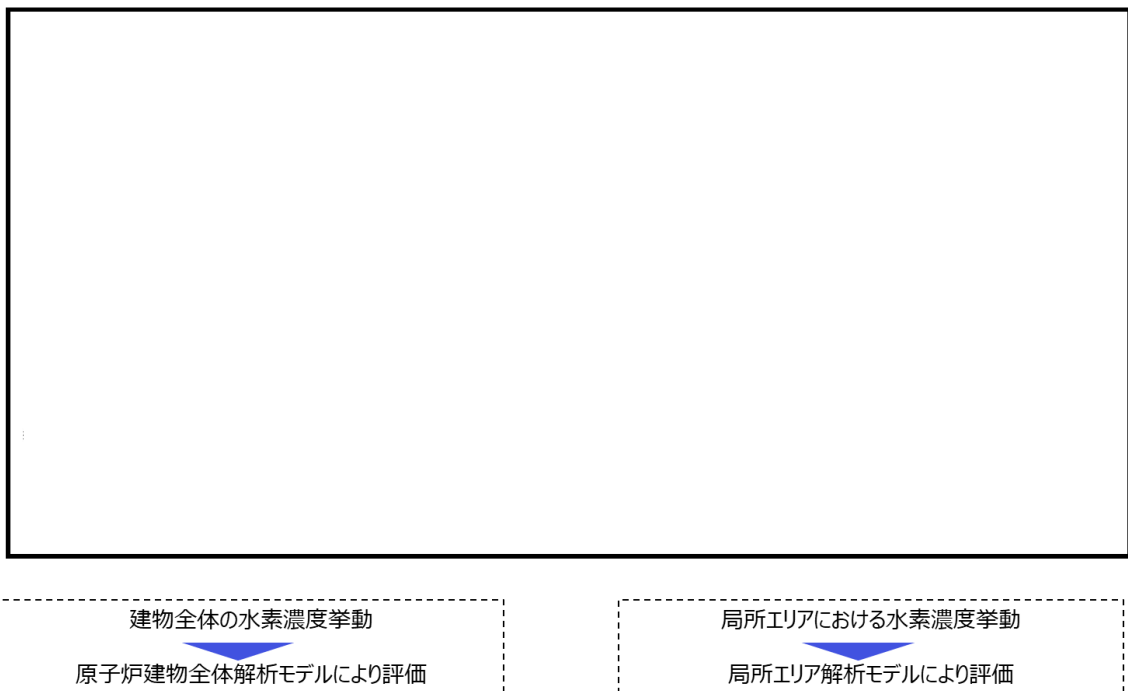 建物全体の水素濃度挙動
原子炉建物全体解析モデルにより評価
局所エリアにおける水素濃度挙動
局所エリア解析モデルにより評価